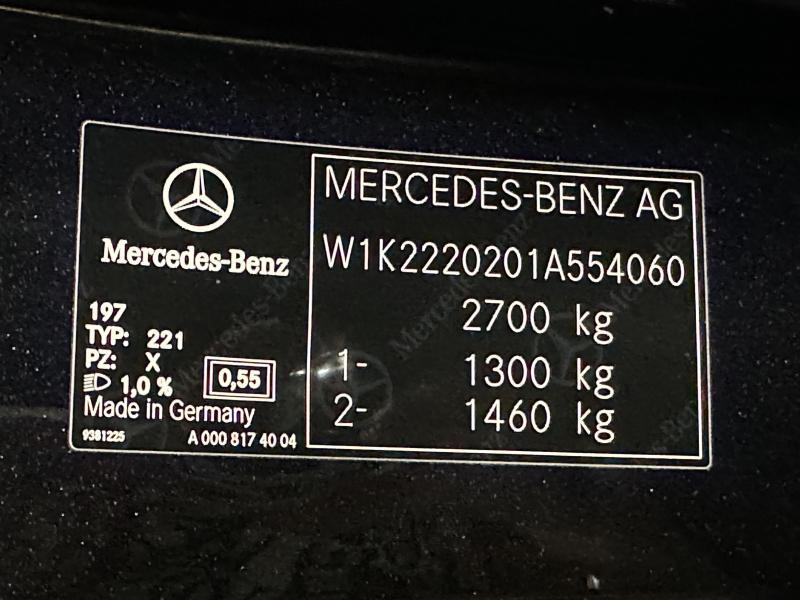 Mercedes-Benz
197
TYP: 221
PZ: X
1,0 %
0,55
Made in Germany
9381225
A 000 817 40 04
MERCEDES-BENZ AG
W1K2220201A554060
2700 kg
1- 1300 kg
2- 1460 kg